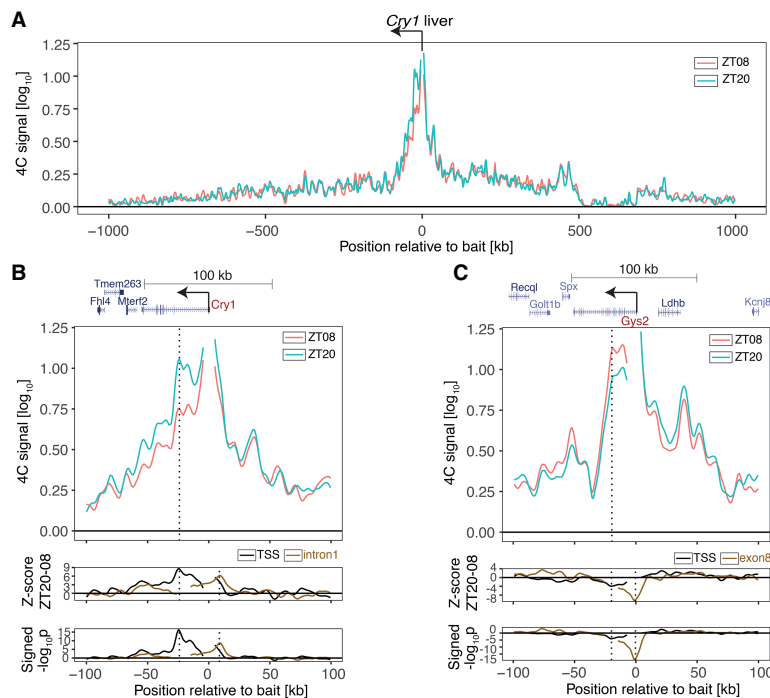 A
Cry1 liver
4C signal [log10]
1.25
1.00
0.75
0.50
0.25
0.00
ZT08
ZT20
−1000 −500 0 500 1000
Position relative to bait [kb]
B
100 kb
Tmem263
Fhl4 Mterf2
Cry1
4C signal [log10]
1.25
1.00
0.75
0.50
0.25
0.00
ZT08
ZT20
TSS intron1
Z-score
ZT20-08
9
6
3
0
Signed
-log10p
15
10
5
0
−100 −50 0 50 100
Position relative to bait [kb]
C
100 kb
Recql Spx
Golt1b
Gys2
Ldhb
Kcnj8
4C signal [log10]
1.25
1.00
0.75
0.50
0.25
0.00
ZT08
ZT20
TSS exon8
Z-score
ZT20-08
4
0
-4
-8
Signed
-log10p
0
-5
-10
-15
−100 −50 0 50 100
Position relative to bait [kb]